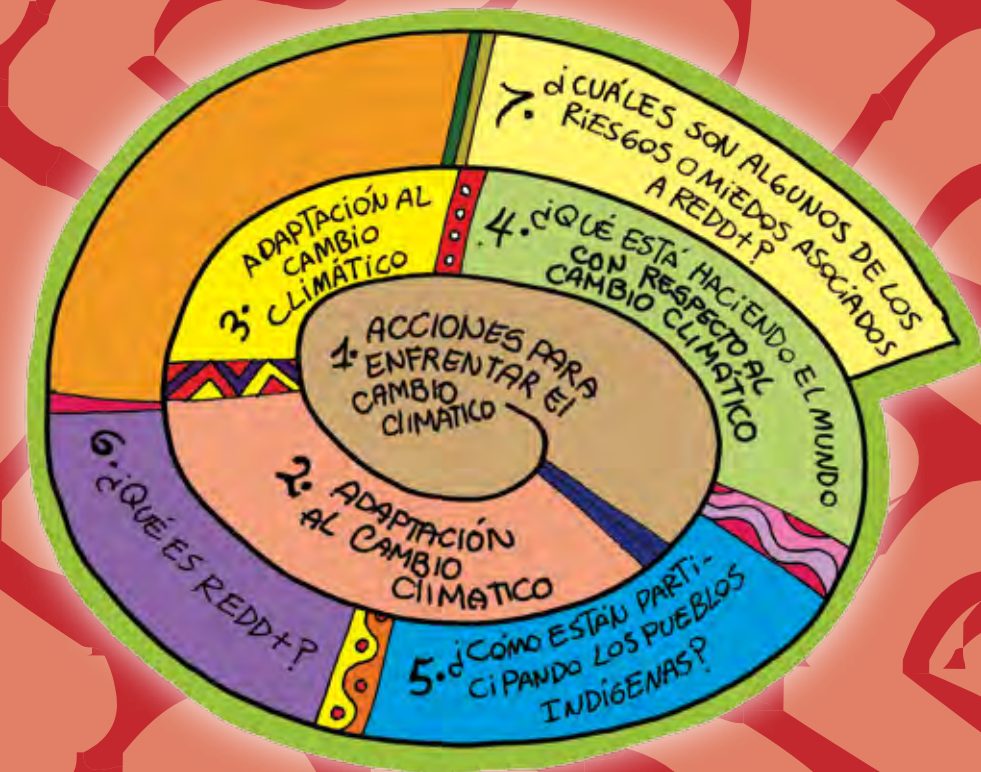 1. ACCIONES PARA
ENFRENTAR El
CAMBIO
CLIMATICO
2. ADAPTACIÓN
AL CAMBIO
CLIMATICO
3. ADAPTACIÓN AL
CAMBIO
CLIMÁTICO
4. ¿QUÉ ESTÁ HACIENDO EL MUNDO
CON RESPECTO AL
CAMBIO CLIMÁTICO
5. ¿CÓMO ESTÁN PARTI-
CIPANDO LOS PUEBLOS
INDÍGENAS?
6. ¿QUÉ ES REDD+?
7. ¿CUÁLES SON ALGUNOS DE LOS
RIESGOS O MIEDOS ASOCIADOS
A REDD+?